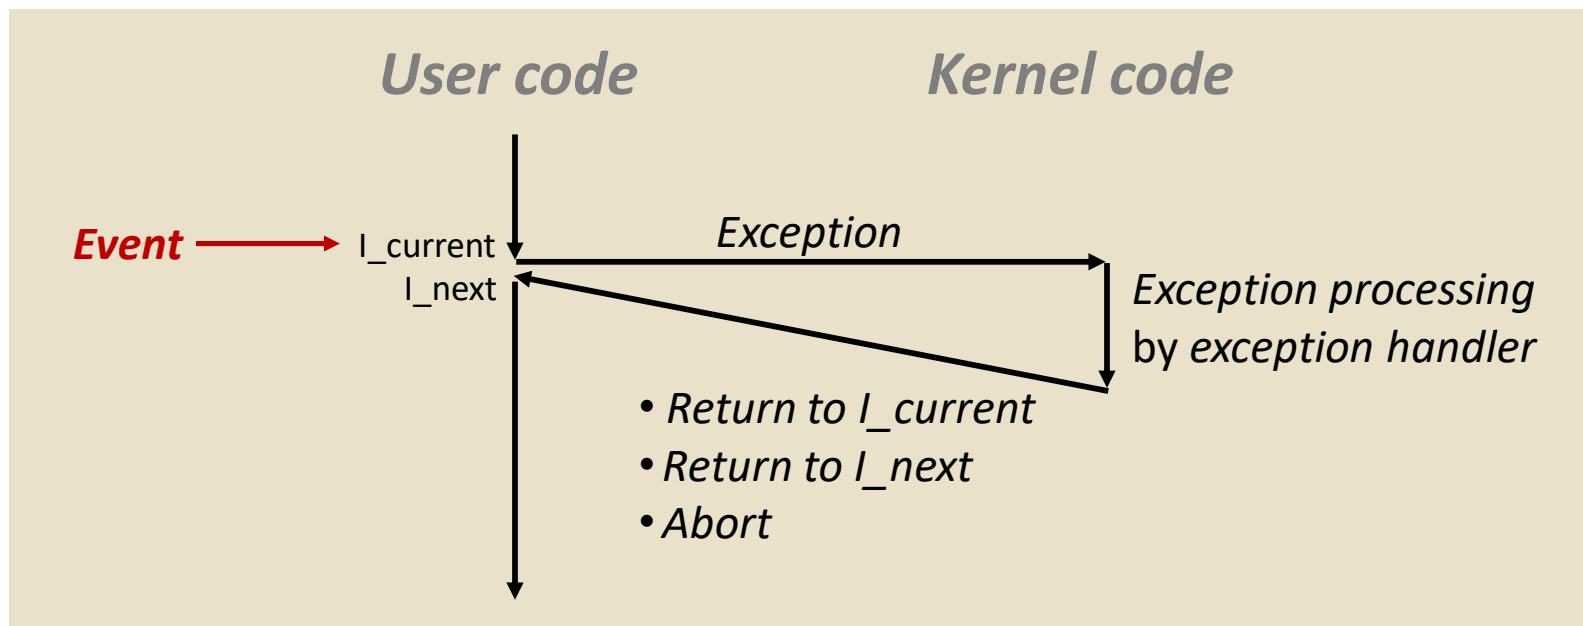 User code
Kernel code
Event
I_current
I_next
Exception
Exception processing
by exception handler
• Return to I_current
• Return to I_next
• Abort